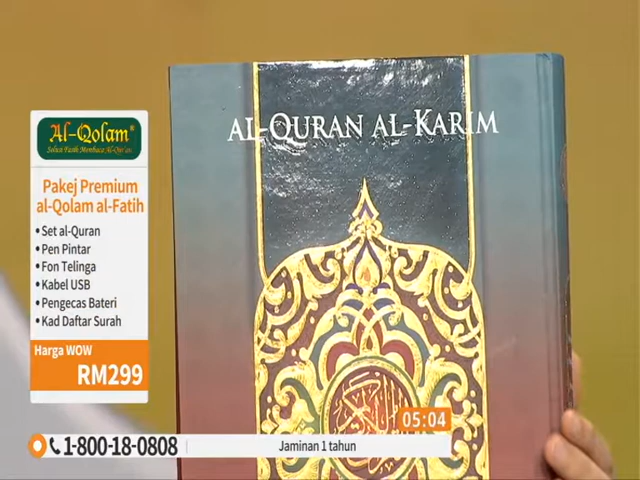 AL-QURAN AL-KARIM
Al-Qolam®
Solusi Fasih Membaca Al-Qur'an
Pakej Premium
al-Qolam al-Fatih
• Set al-Quran
• Pen Pintar
• Fon Telinga
• Kabel USB
• Pengecas Bateri
• Kad Daftar Surah
Harga WOW
RM299
05:04
1-800-18-0808
Jaminan 1 tahun